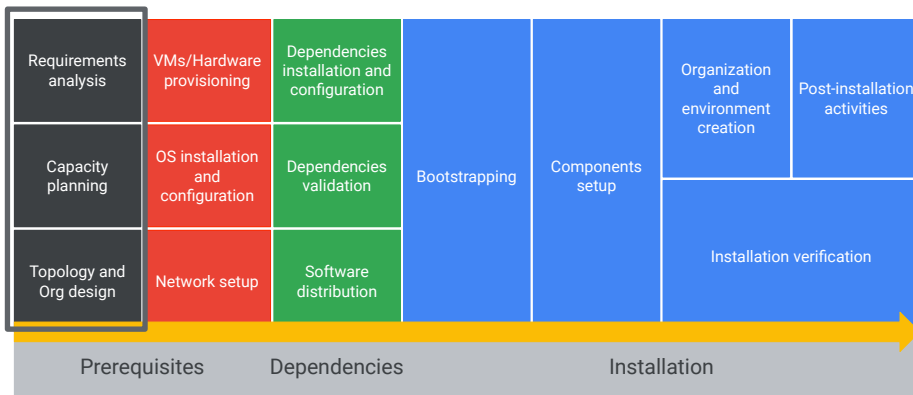 Requirements
analysis
VMs/Hardware
provisioning
Dependencies
installation and
configuration
Organization
and
environment
creation
Post-installation
activities
Capacity
planning
OS installation
and
configuration
Dependencies
validation
Bootstrapping
Components
setup
Topology and
Org design
Network setup
Software
distribution
Installation verification
Prerequisites
Dependencies
Installation